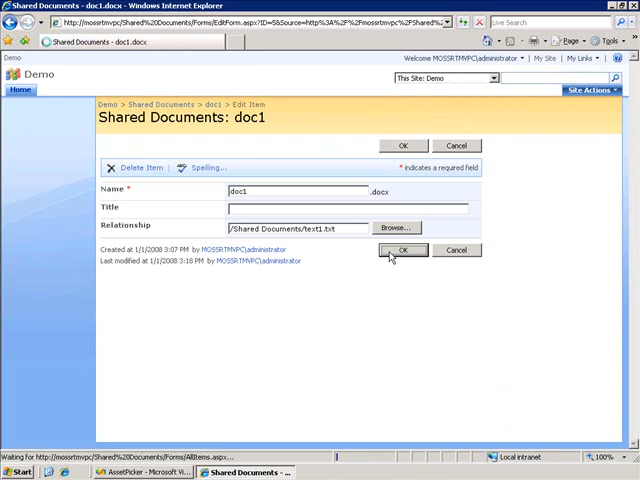 Shared Documents - doc1.docx - Windows Internet Explorer
http://mossrtmvpc/Shared%20Documents/Forms/EditForm.aspx?ID=5&Source=http%3A%2F%2Fmossrtmvpc%2FShared%
Shared Documents - doc1.docx
Page
Tools
Demo
Welcome MOSSRTMVPC\administrator
My Site
My Links
Demo
This Site: Demo
Home
Site Actions
Demo > Shared Documents > doc1 > Edit Item
Shared Documents: doc1
OK
Cancel
Delete Item
Spelling...
* indicates a required field
Name *
doc1
.docx
Title
Relationship
/Shared Documents/text1.txt
Browse...
Created at 1/1/2008 3:07 PM by MOSSRTMVPC\administrator
OK
Cancel
Last modified at 1/1/2008 3:18 PM by MOSSRTMVPC\administrator
Waiting for http://mossrtmvpc/Shared%20Documents/Forms/AllItems.aspx...
Local intranet
100%
Start
AssetPicker - Microsoft Vi...
Shared Documents - ...